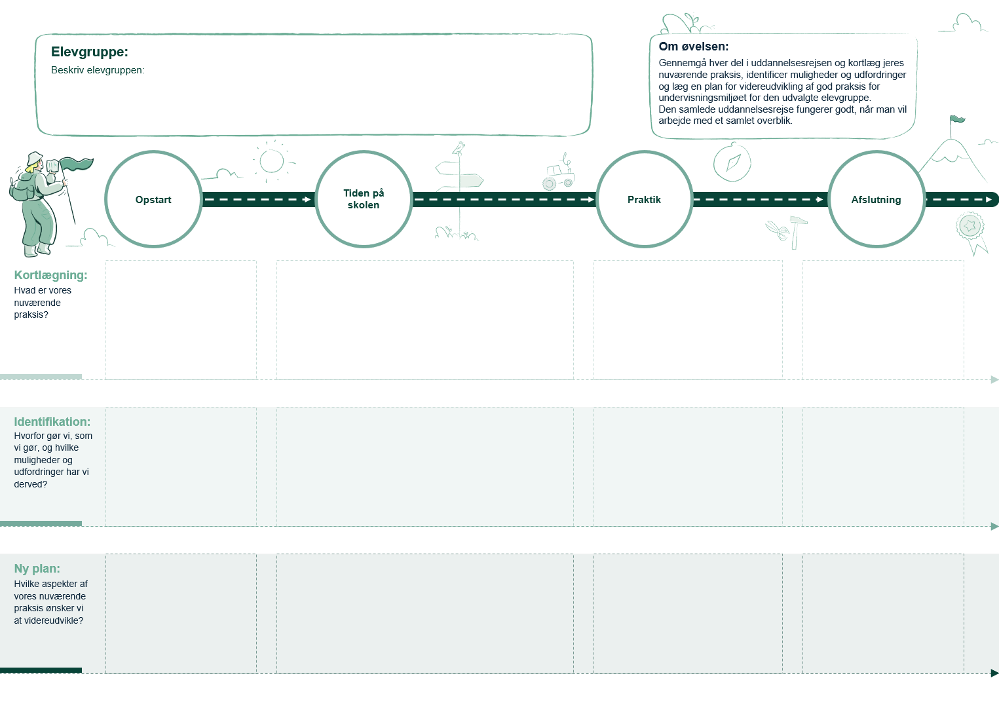 Elevgruppe:
Beskriv elevgruppen:
Om øvelsen:
Gennemgå hver del i uddannelsesrejsen og kortlæg jeres
nuværende praksis, identificer muligheder og udfordringer
og læg en plan for videreudvikling af god praksis for
undervisningsmiljøet for den udvalgte elevgruppe.
Den samlede uddannelsesrejse fungerer godt, når man vil
arbejde med et samlet overblik.
Opstart
Tiden på
skolen
Praktik
Afslutning
Kortlægning:
Hvad er vores
nuværende
praksis?
Identifikation:
Hvorfor gør vi, som
vi gør, og hvilke
muligheder og
udfordringer har vi
derved?
Ny plan:
Hvilke aspekter af
vores nuværende
praksis ønsker vi
at videreudvikle?